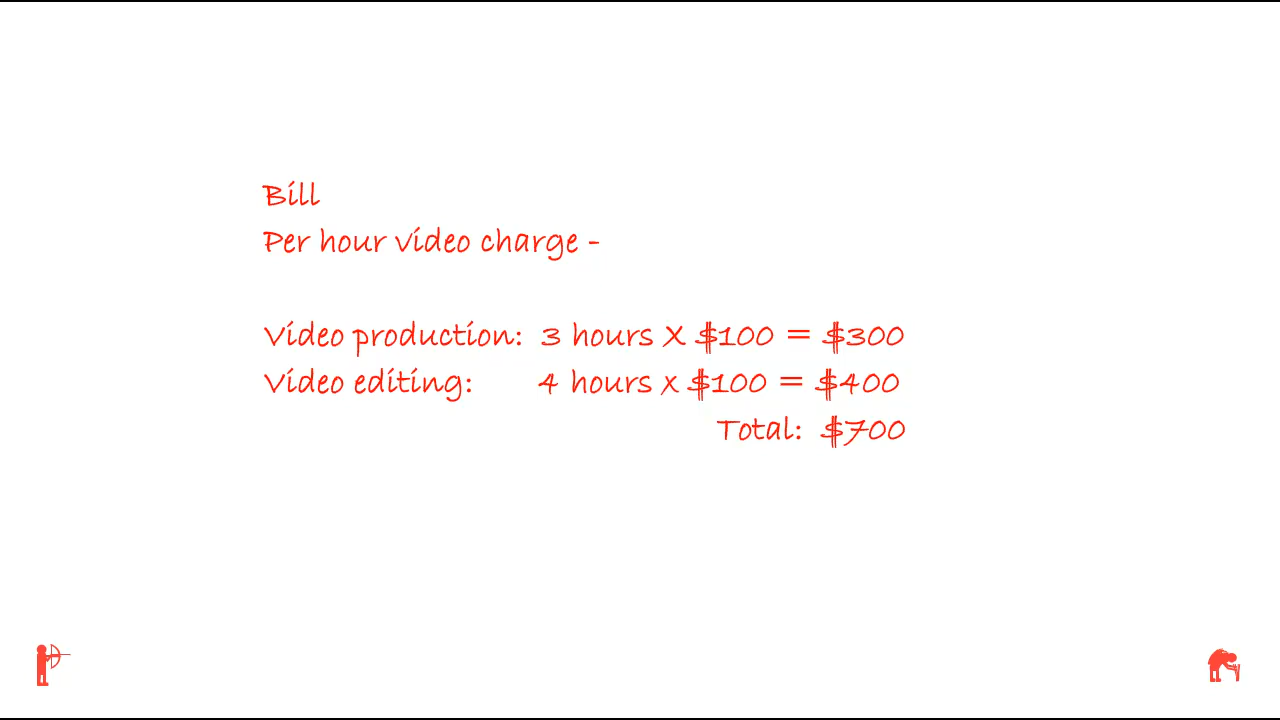 Bill
Per hour video charge -
Video production: 3 hours X $100 = $300
Video editing: 4 hours x $100 = $400
Total: $700